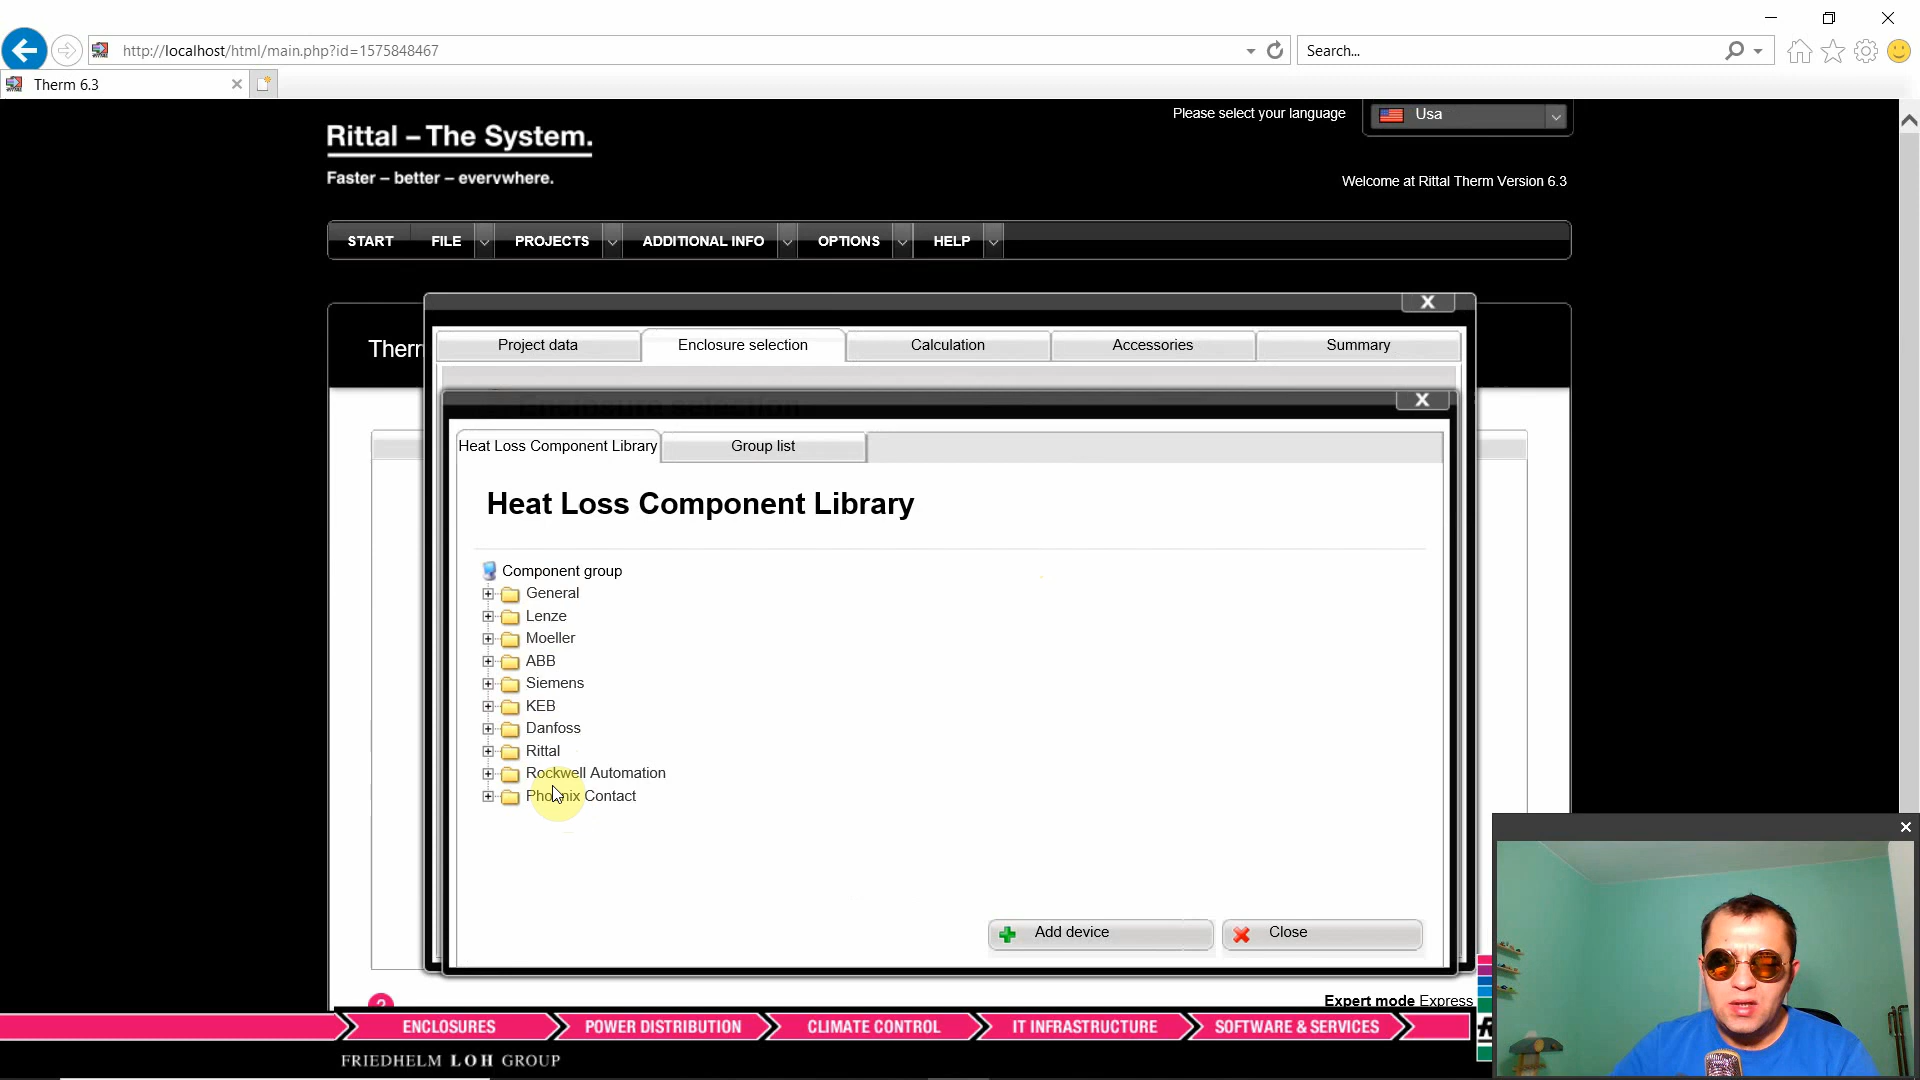 http://localhost/html/main.php?id=1575848467
Search...
Therm 6.3
Please select your language
Usa
Rittal – The System.
Faster – better – everywhere.
Welcome at Rittal Therm Version 6.3
START FILE PROJECTS ADDITIONAL INFO OPTIONS HELP
X
Therm
Project data Enclosure selection Calculation Accessories Summary
Enclosure selection
X
Heat Loss Component Library Group list
Heat Loss Component Library
Component group
General
Lenze
Moeller
ABB
Siemens
KEB
Danfoss
Rittal
Rockwell Automation
Phoenix Contact
Add device Close
?
Expert mode Express
ENCLOSURES POWER DISTRIBUTION CLIMATE CONTROL IT INFRASTRUCTURE SOFTWARE & SERVICES
FRIEDHELM LOH GROUP